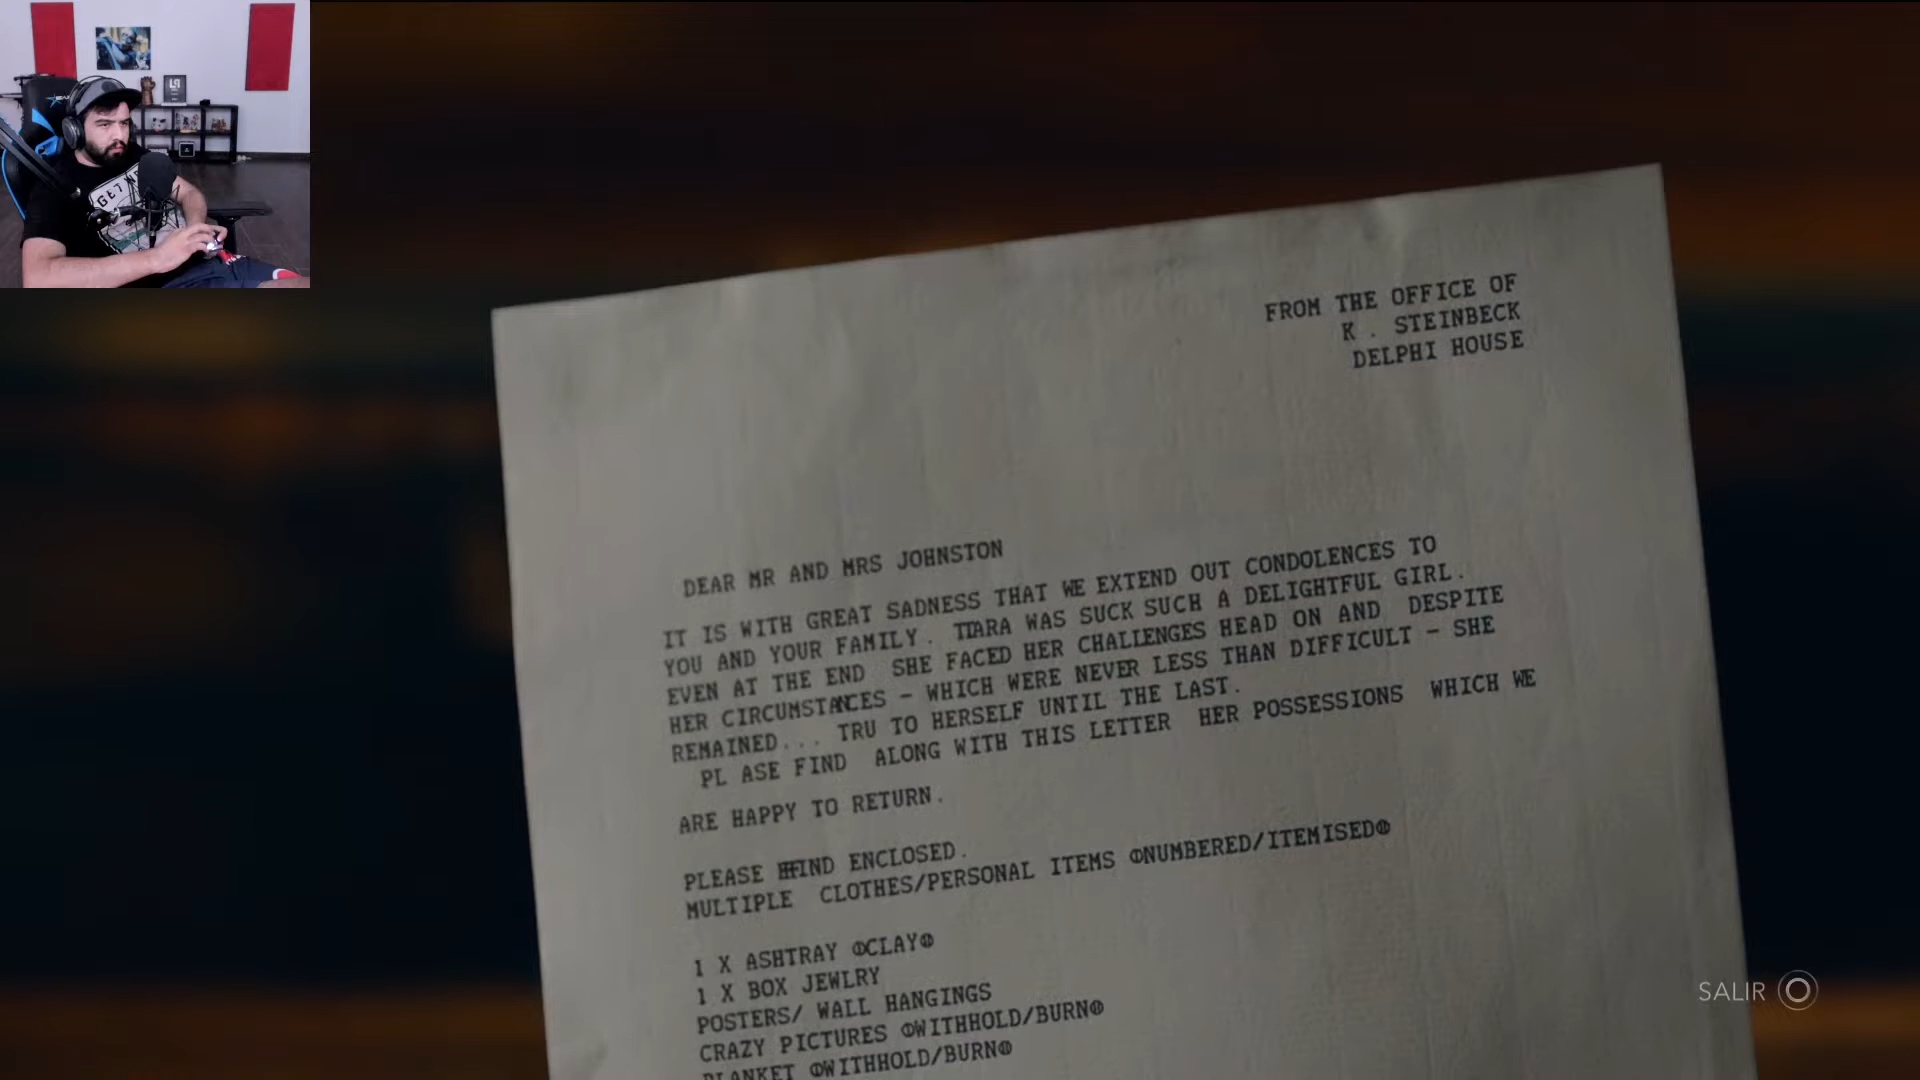 FROM THE OFFICE OF
K . STEINBECK
DELPHI HOUSE
DEAR MR AND MRS JOHNSTON
IT IS WITH GREAT SADNESS THAT WE EXTEND OUT CONDOLENCES TO
YOU AND YOUR FAMILY. TIARA WAS SUCK SUCH A DELIGHTFUL GIRL.
EVEN AT THE END SHE FACED HER CHALLENGES HEAD ON AND DESPITE
HER CIRCUMSTANCES - WHICH WERE NEVER LESS THAN DIFFICULT - SHE
REMAINED... TRU TO HERSELF UNTIL THE LAST.
PL ASE FIND ALONG WITH THIS LETTER HER POSSESSIONS WHICH WE
ARE HAPPY TO RETURN.
PLEASE FIND ENCLOSED.
MULTIPLE CLOTHES/PERSONAL ITEMS NUMBERED/ITEMISED
1 X ASHTRAY CLAY
1 X BOX JEWLRY
POSTERS/ WALL HANGINGS
CRAZY PICTURES WITHHOLD/BURN
BLANKET WITHHOLD/BURN
SALIR